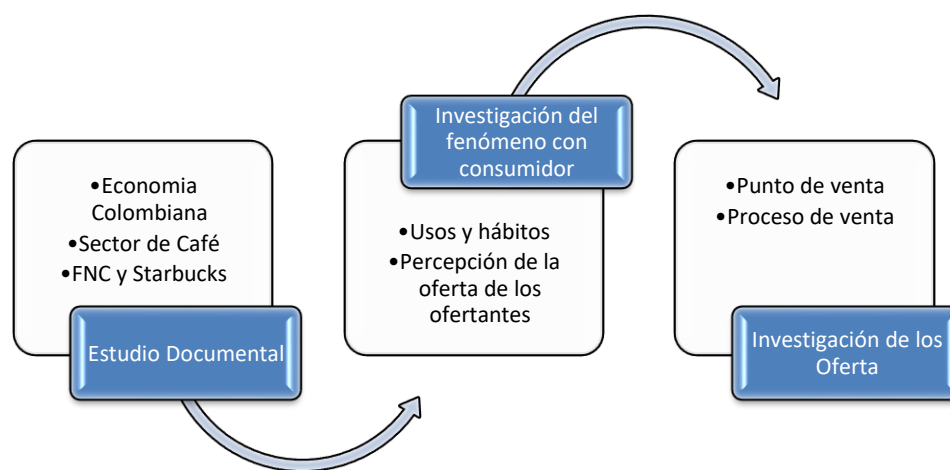 •Economia
Colombiana
•Sector de Café
•FNC y Starbucks
Estudio Documental
Investigación del
fenómeno con
consumidor
•Usos y hábitos
•Percepción de la
oferta de los
ofertantes
•Punto de venta
•Proceso de venta
Investigación de los
Oferta